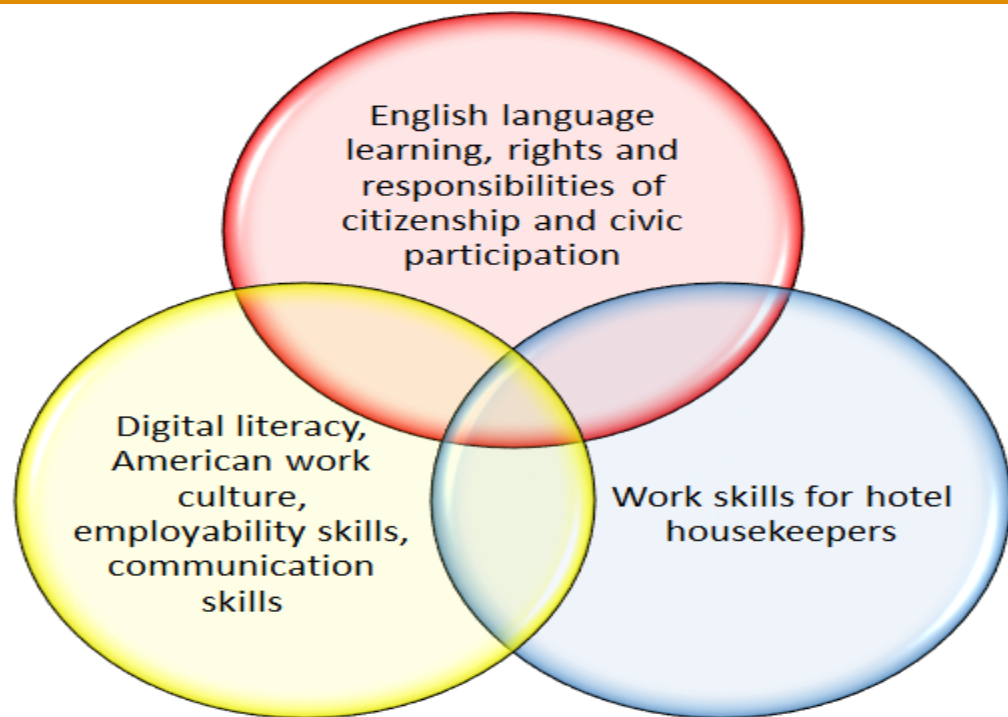 English language
learning, rights and
responsibilities of
citizenship and civic
participation
Digital literacy,
American work
culture,
employability skills,
communication
skills
Work skills for hotel
housekeepers